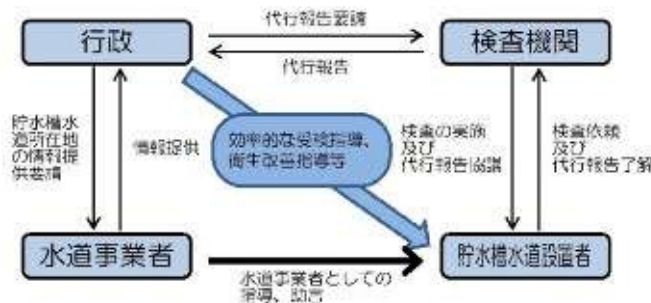 代行報告要請
行政
検査機関
代行報告
貯水槽水
道所在地
の情報提
供要請
情報提供
効率的な受検指導、
衛生改善指導等
検査の実施
及び
代行報告協議
検査依頼
及び
代行報告了解
水道事業者
貯水槽水道設置者
水道事業者としての
指導、助言